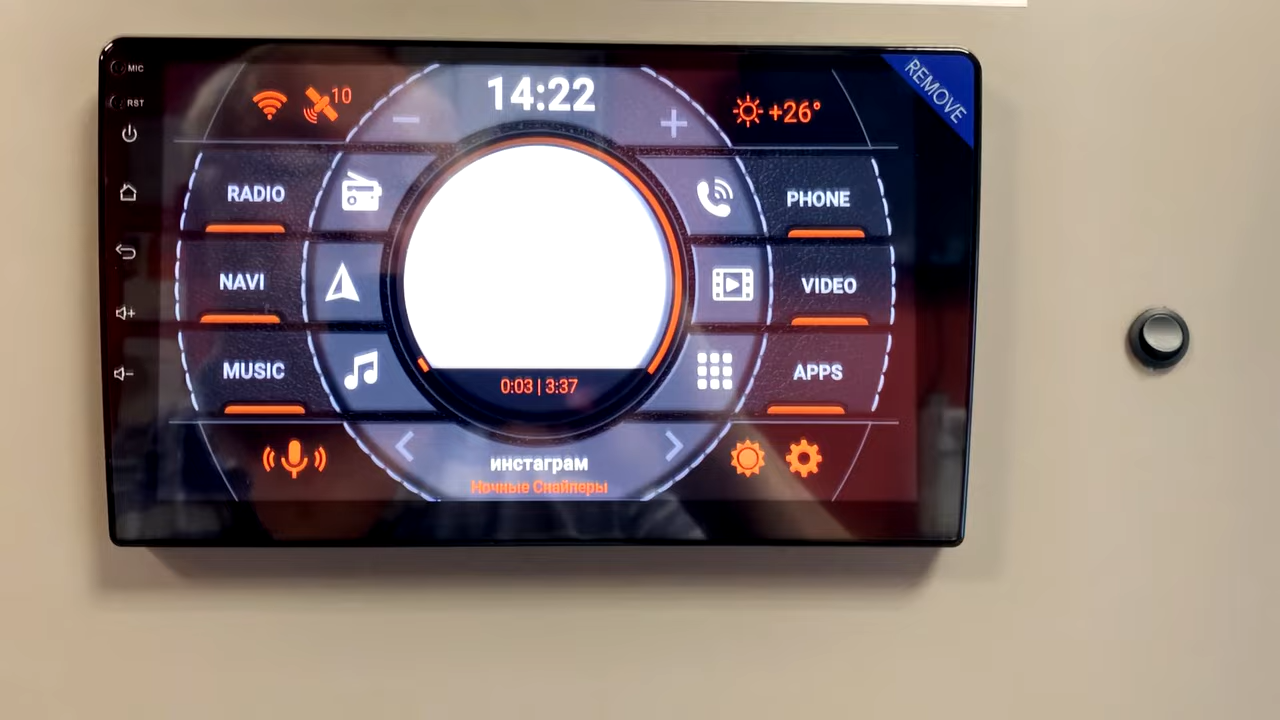 MIC
RST
10
14:22
+26°
REMOVE
RADIO
PHONE
NAVI
VIDEO
MUSIC
APPS
0:03 | 3:37
инстаграм
Ночные Снайперы